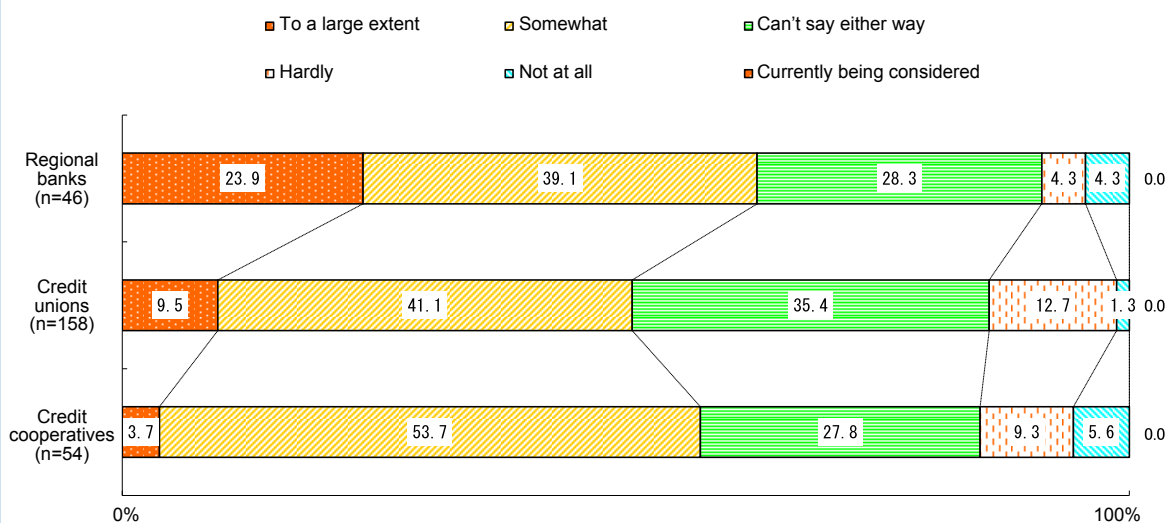 To a large extent
Somewhat
Can't say either way
Hardly
Not at all
Currently being considered
Regional
banks
(n=46)
23.9
39.1
28.3
4.3
4.3
0.0
Credit
unions
(n=158)
9.5
41.1
35.4
12.7
1.3
0.0
Credit
cooperatives
(n=54)
3.7
53.7
27.8
9.3
5.6
0.0
0%
100%